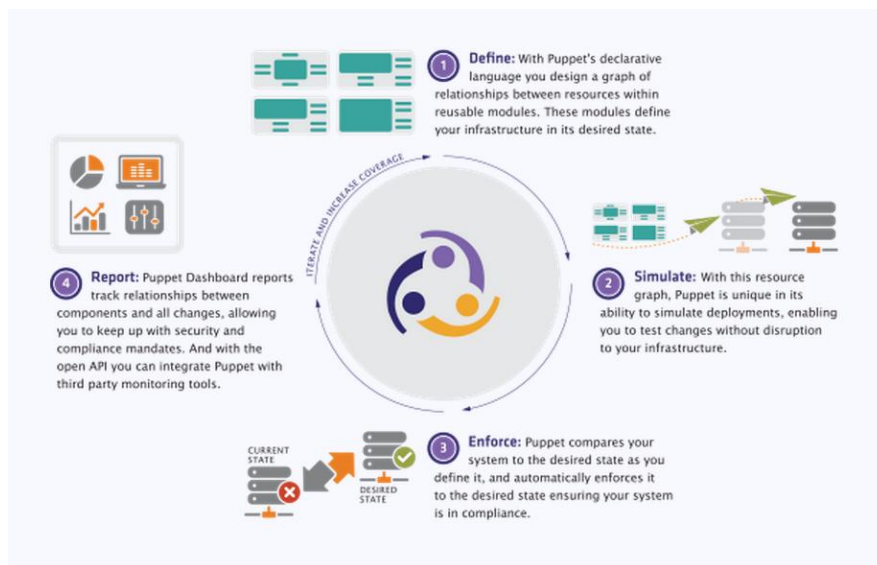 1 Define: With Puppet's declarative
language you design a graph of
relationships between resources within
reusable modules. These modules define
your infrastructure in its desired state.
ITERATE AND INCREASE COVERAGE
2 Simulate: With this resource
graph, Puppet is unique in its
ability to simulate deployments, enabling
you to test changes without disruption
to your infrastructure.
3 Enforce: Puppet compares your
system to the desired state as you
define it, and automatically enforces it
to the desired state ensuring your system
is in compliance.
CURRENT
STATE
DESIRED
STATE
4 Report: Puppet Dashboard reports
track relationships between
components and all changes, allowing
you to keep up with security and
compliance mandates. And with the
open API you can integrate Puppet with
third party monitoring tools.